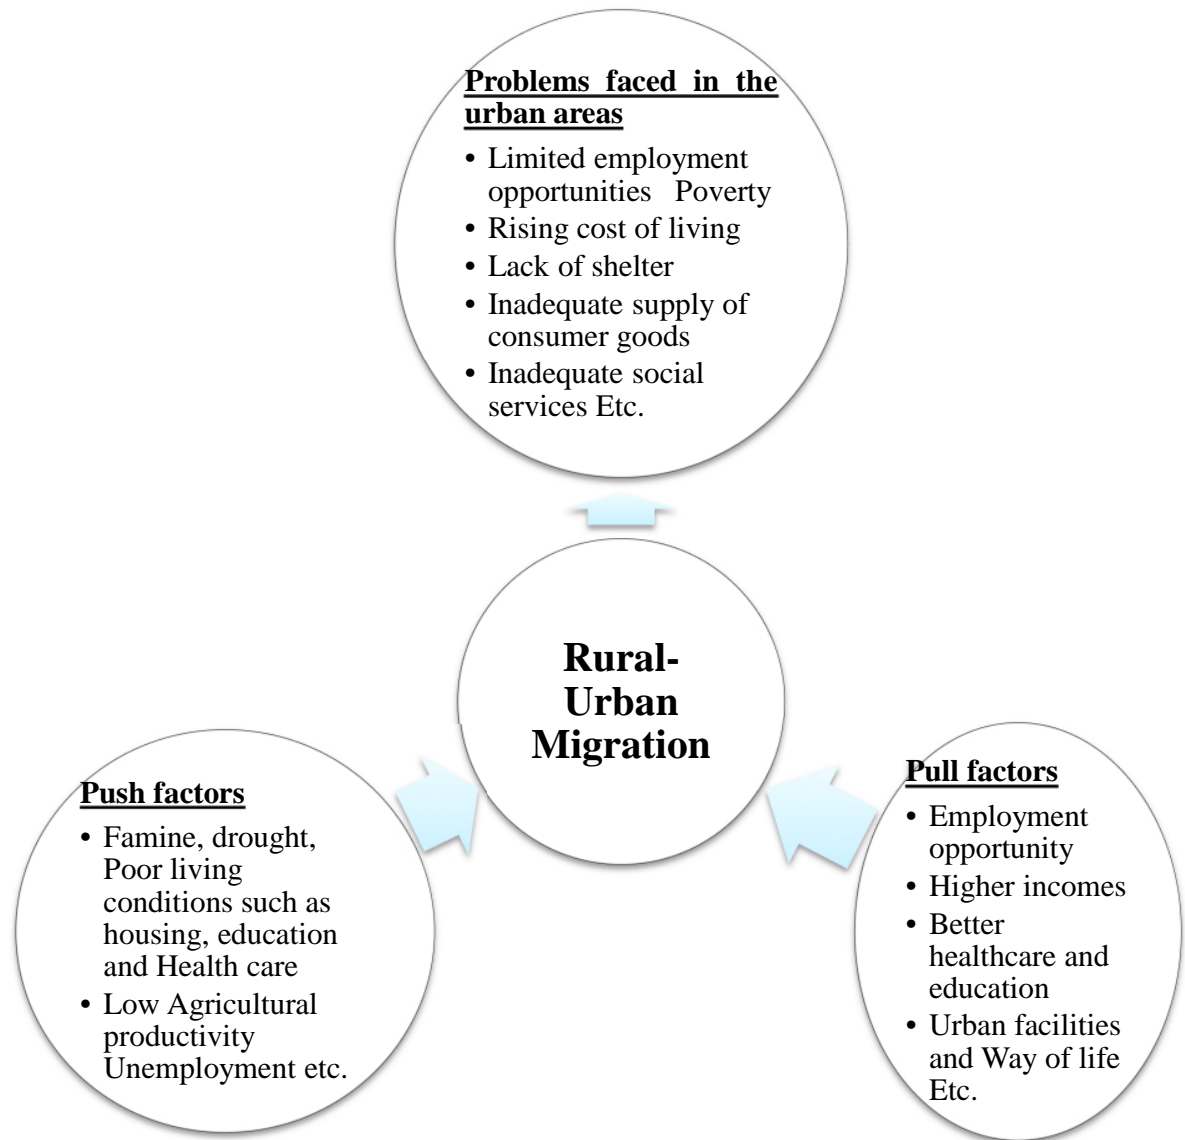 Problems faced in the
urban areas
• Limited employment
opportunities Poverty
• Rising cost of living
• Lack of shelter
• Inadequate supply of
consumer goods
• Inadequate social
services Etc.
Rural-
Urban
Migration
Push factors
• Famine, drought,
Poor living
conditions such as
housing, education
and Health care
• Low Agricultural
productivity
Unemployment etc.
Pull factors
• Employment
opportunity
• Higher incomes
• Better
healthcare and
education
• Urban facilities
and Way of life
Etc.